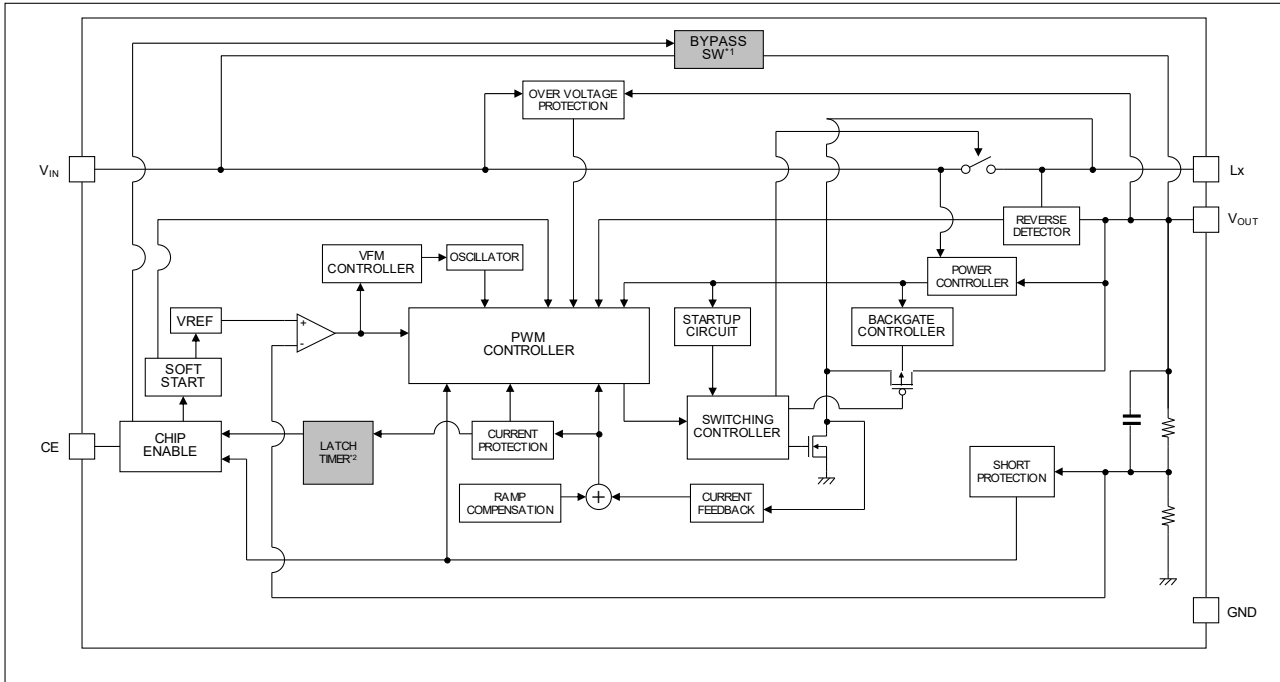 BYPASS
SW*1
OVER VOLTAGE
PROTECTION
VIN
Lx
REVERSE
DETECTOR
VOUT
VFM
CONTROLLER
OSCILLATOR
POWER
CONTROLLER
VREF
+
-
PWM
CONTROLLER
STARTUP
CIRCUIT
BACKGATE
CONTROLLER
SOFT
START
CE
CHIP
ENABLE
LATCH
TIMER*2
CURRENT
PROTECTION
SWITCHING
CONTROLLER
SHORT
PROTECTION
RAMP
COMPENSATION
+
CURRENT
FEEDBACK
GND